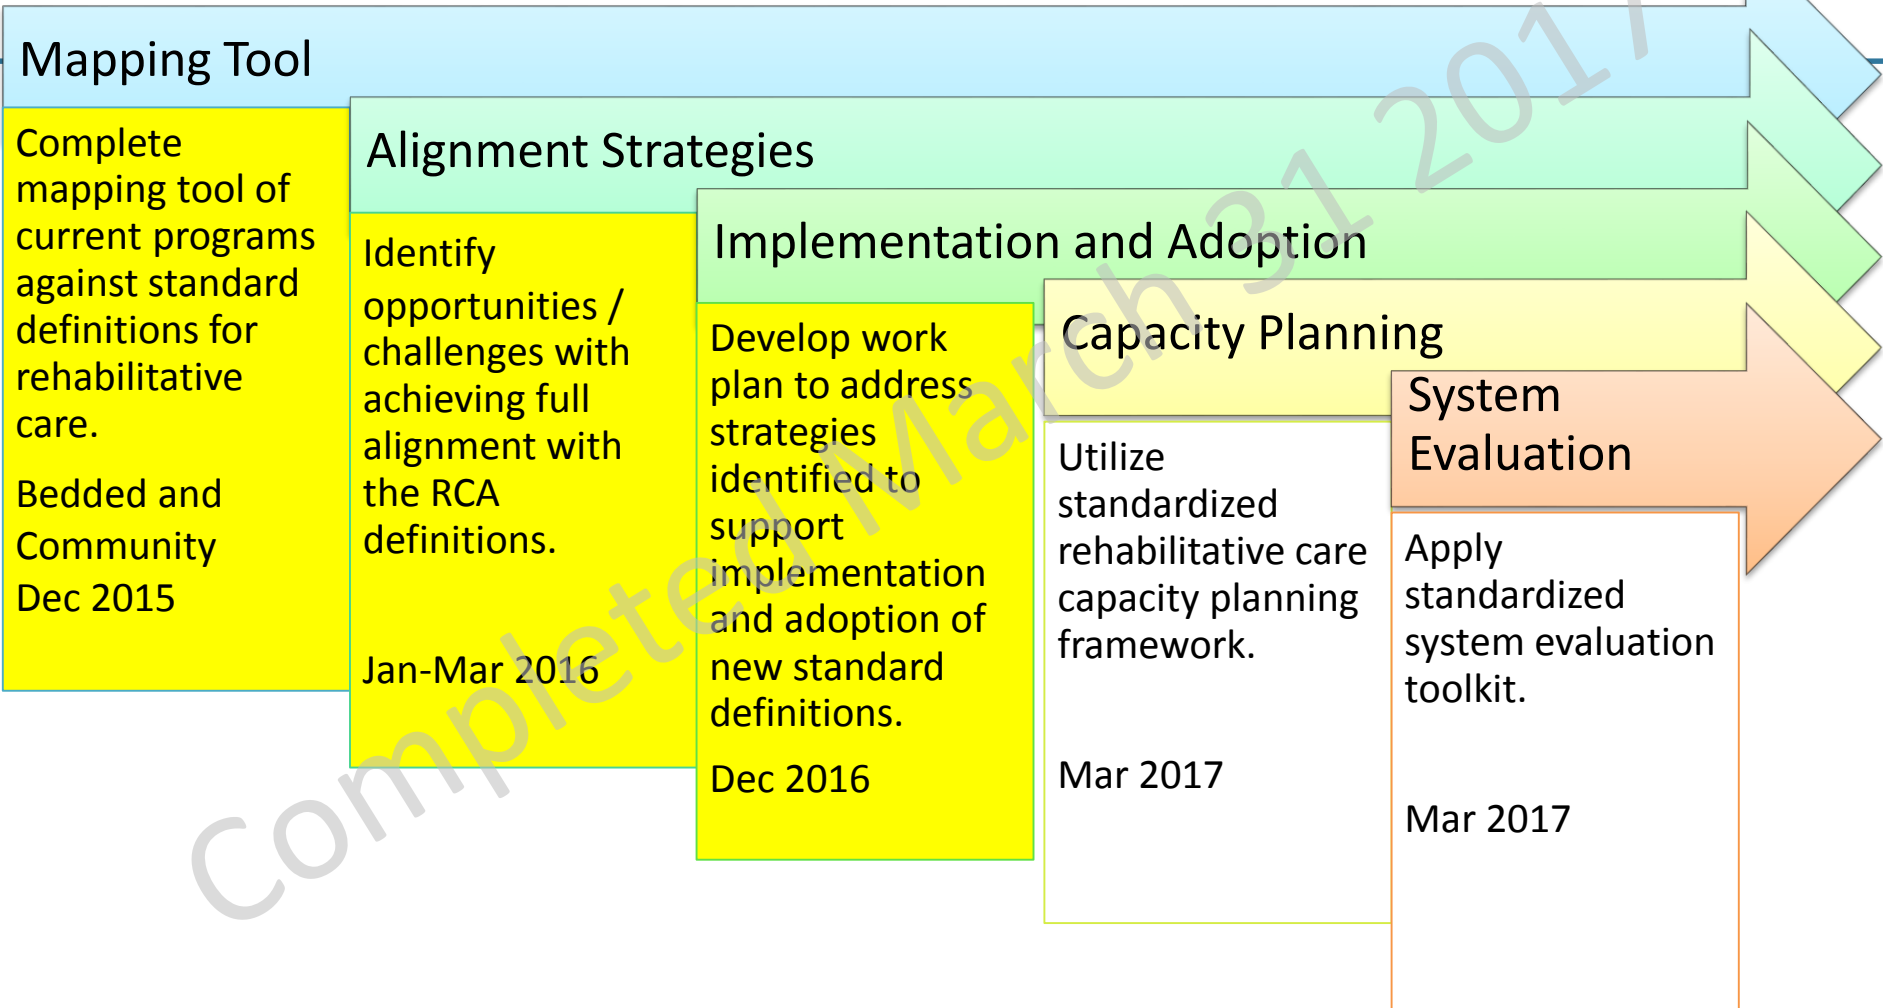 Mapping Tool
Complete
mapping tool of
current programs
against standard
definitions for
rehabilitative
care.
Bedded and
Community
Dec 2015
Alignment Strategies
Identify
opportunities /
challenges with
achieving full
alignment with
the RCA
definitions.
Jan-Mar 2016
Implementation and Adoption
Develop work
plan to address
strategies
identified to
support
implementation
and adoption of
new standard
definitions.
Dec 2016
Capacity Planning
Utilize
standardized
rehabilitative care
capacity planning
framework.
Mar 2017
System
Evaluation
Apply
standardized
system evaluation
toolkit.
Mar 2017
Completed March 31 2017